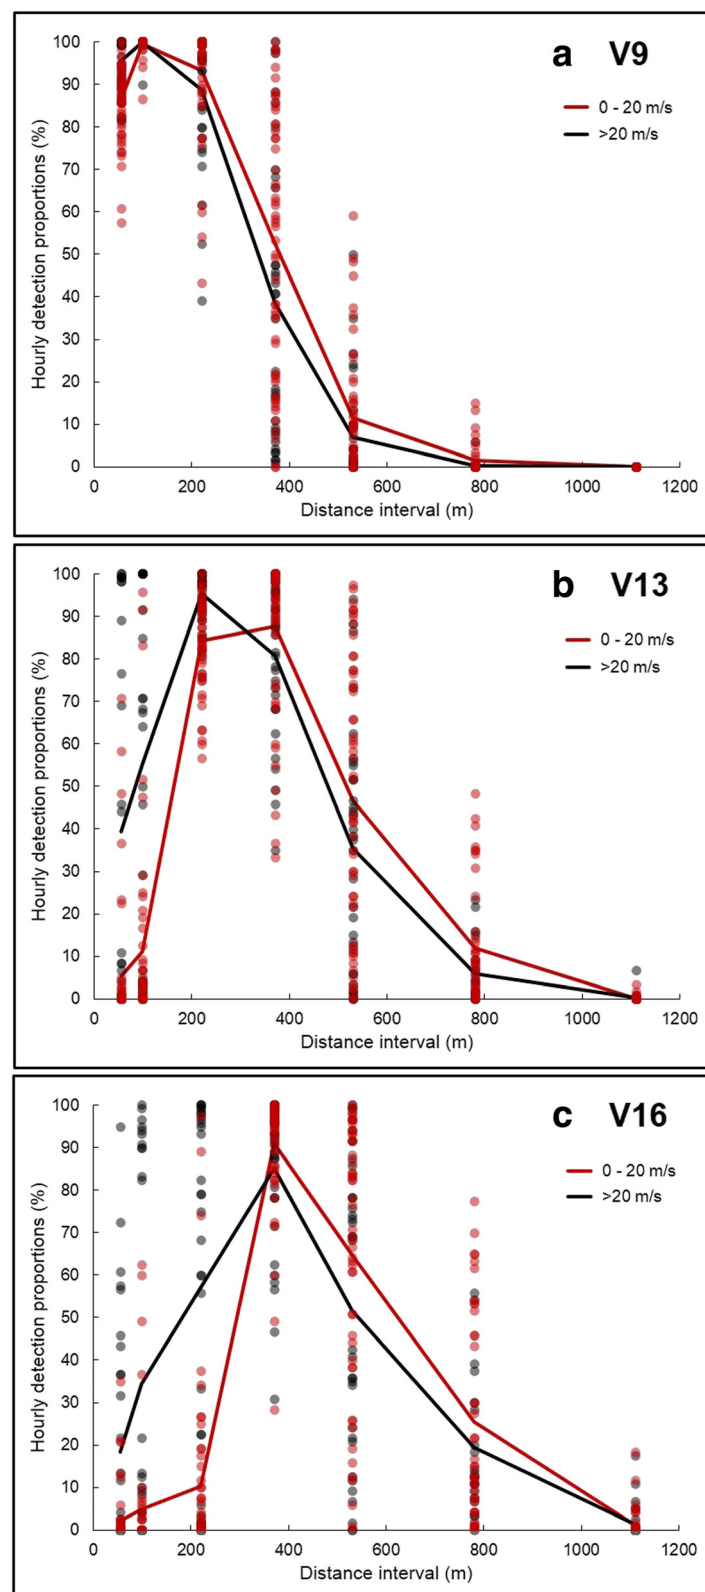 a V9
0 - 20 m/s
>20 m/s
Hourly detection proportions (%)
100
90
80
70
60
50
40
30
20
10
0
0 200 400 600 800 1000 1200
Distance interval (m)
b V13
0 - 20 m/s
>20 m/s
Hourly detection proportions (%)
100
90
80
70
60
50
40
30
20
10
0
0 200 400 600 800 1000 1200
Distance interval (m)
c V16
0 - 20 m/s
>20 m/s
Hourly detection proportions (%)
100
90
80
70
60
50
40
30
20
10
0
0 200 400 600 800 1000 1200
Distance interval (m)